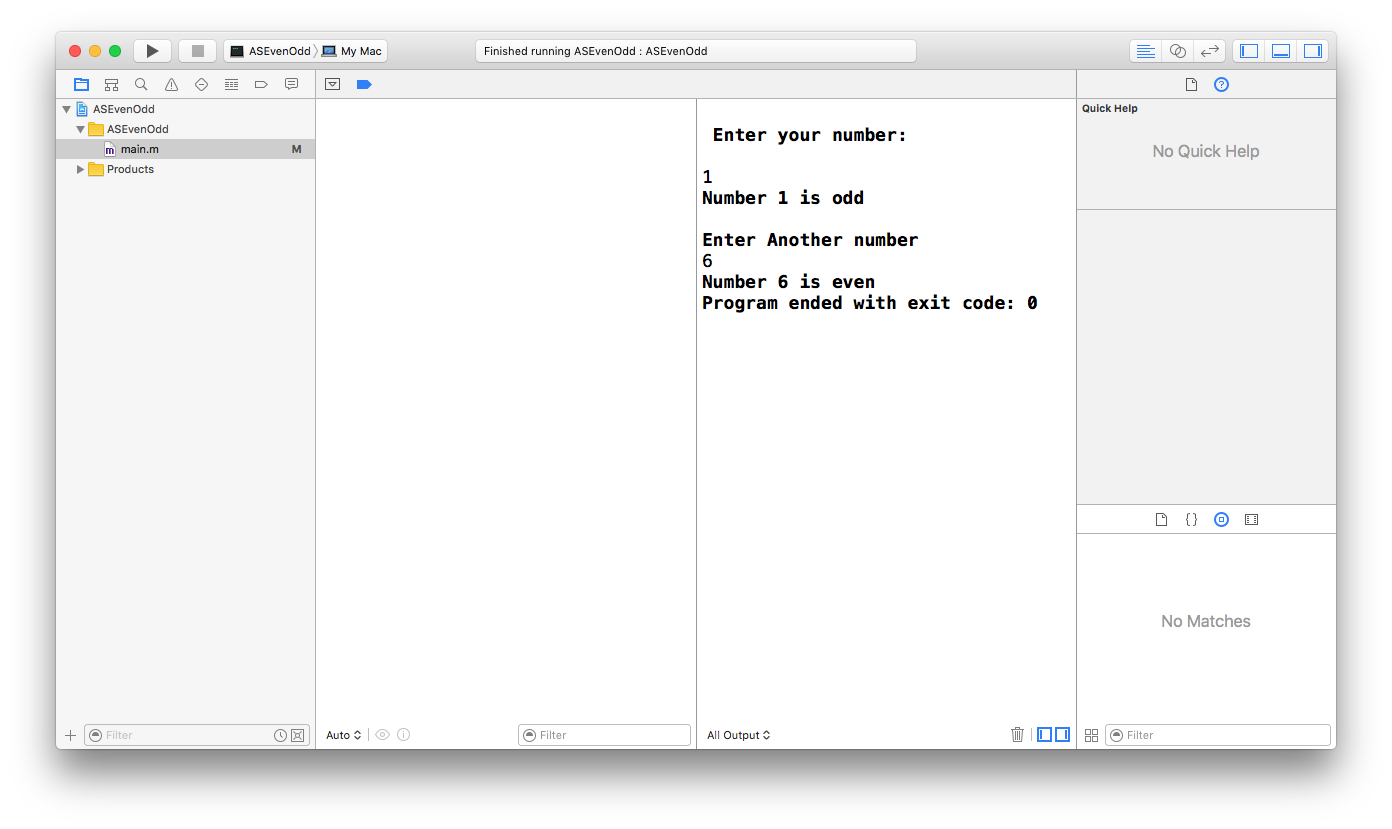 ASEvenOdd
My Mac
Finished running ASEvenOdd : ASEvenOdd
ASEvenOdd
ASEvenOdd
main.m M
Products
Enter your number:
1
Number 1 is odd
Enter Another number
6
Number 6 is even
Program ended with exit code: 0
Quick Help
No Quick Help
No Matches
Filter
Auto
Filter
All Output
Filter